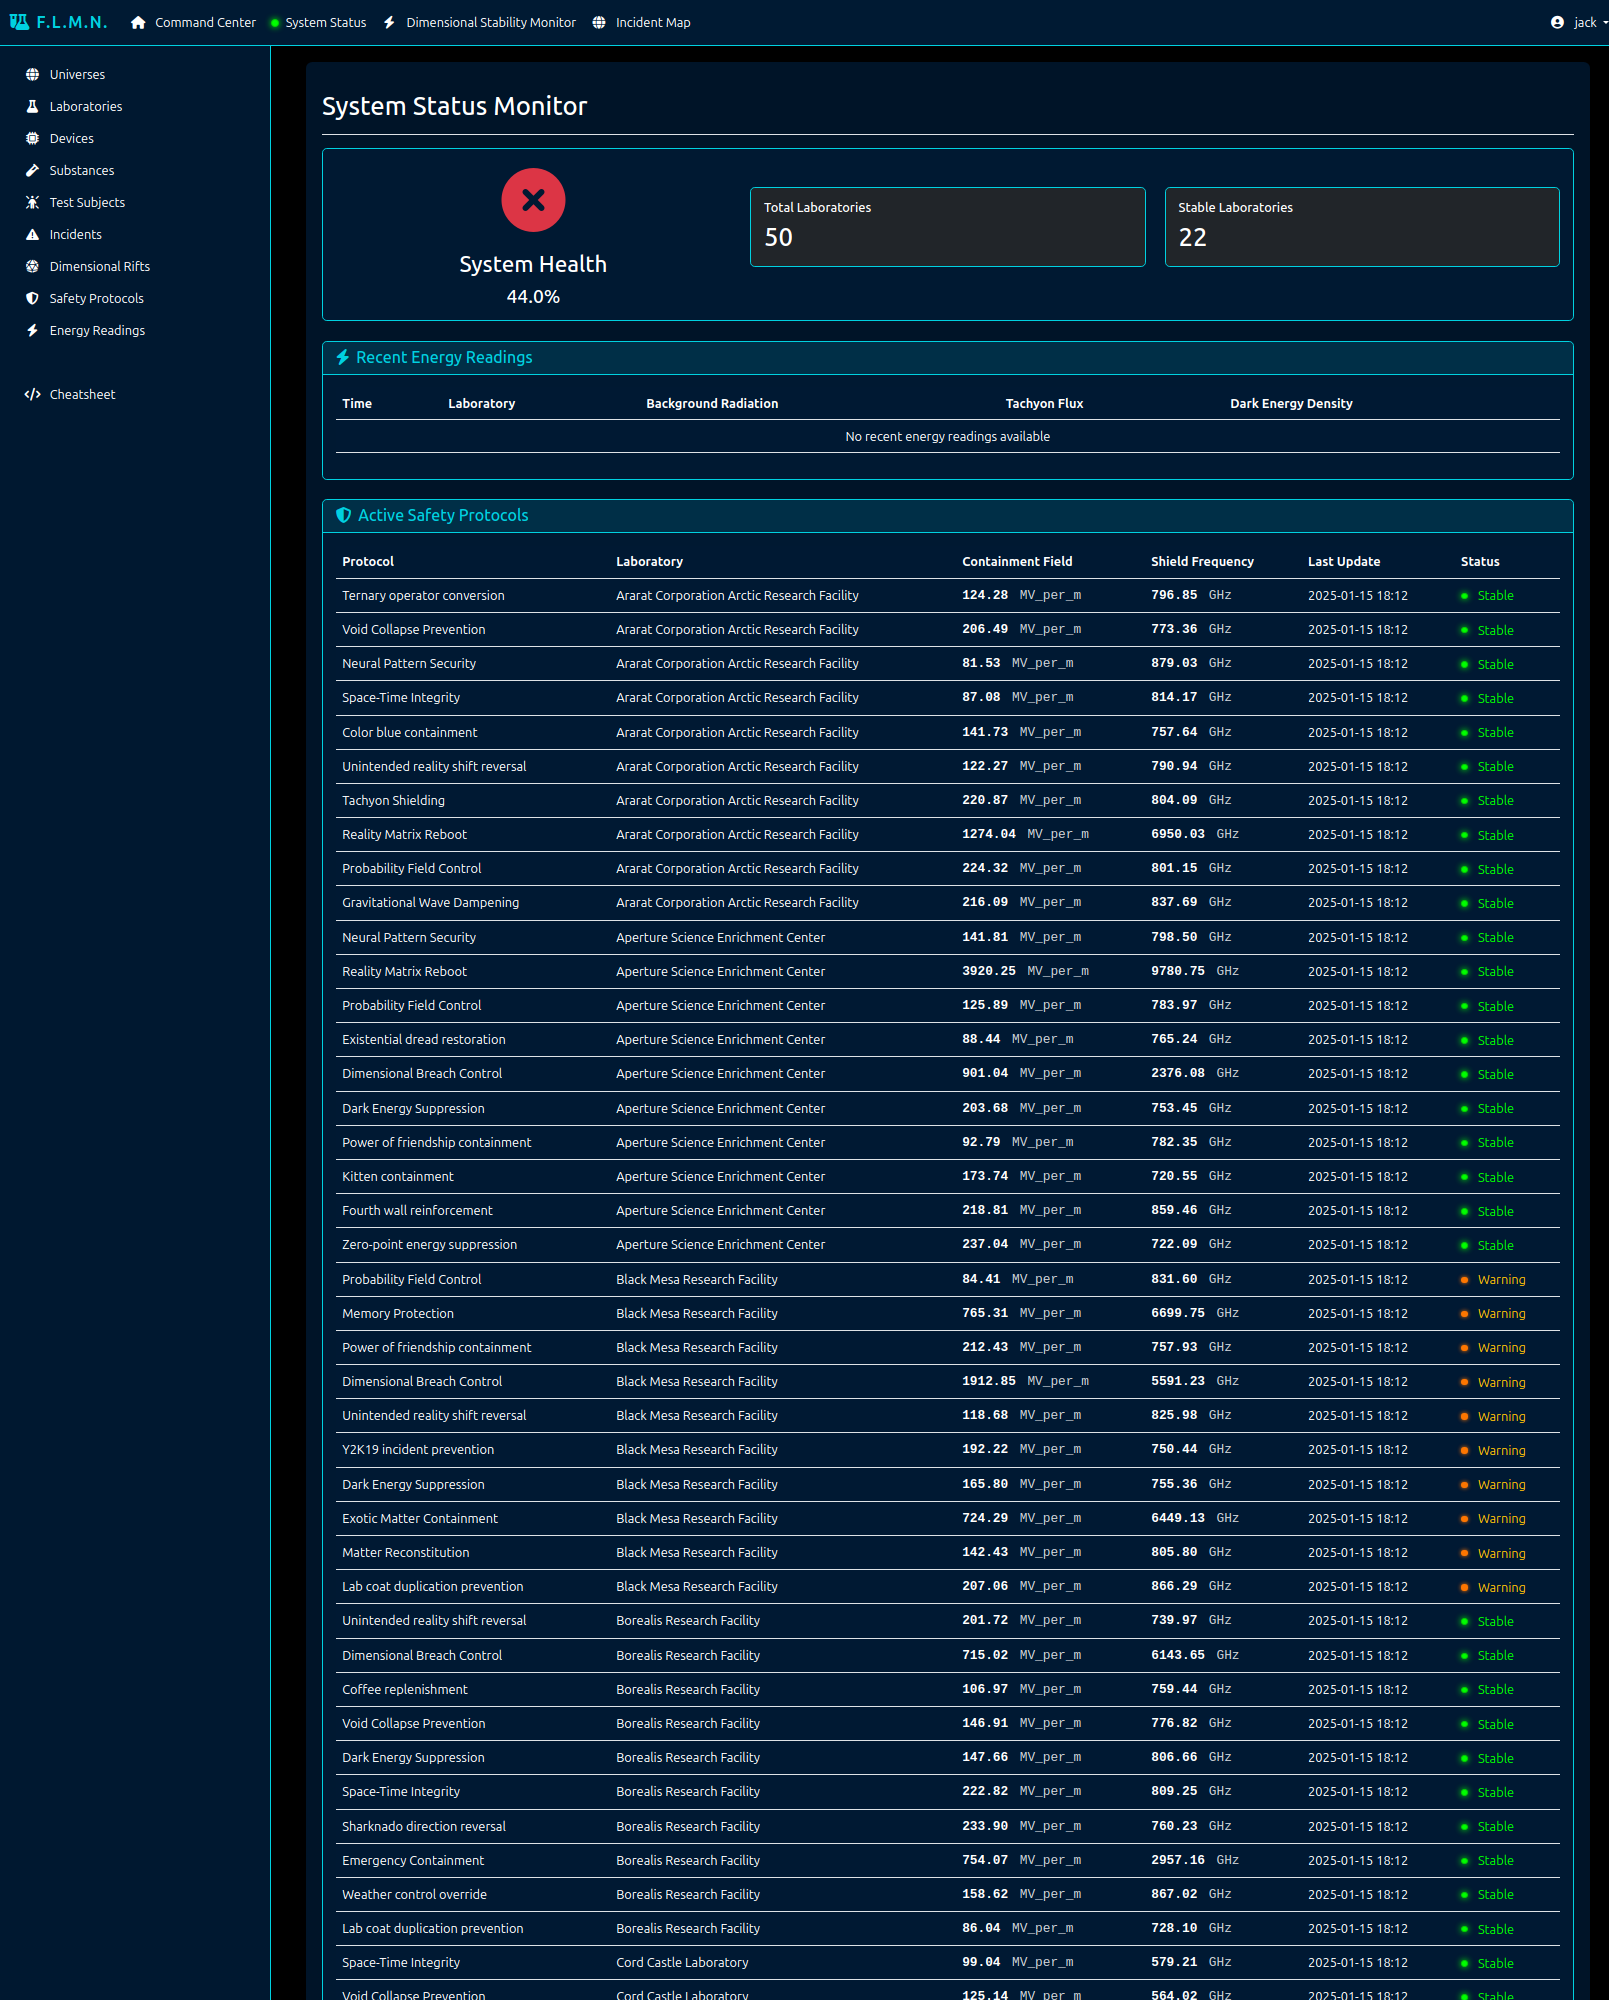 F.L.M.N. Command Center System Status Dimensional Stability Monitor Incident Map jack
Universes
Laboratories
Devices
Substances
Test Subjects
Incidents
Dimensional Rifts
Safety Protocols
Energy Readings
Cheatsheet
System Status Monitor
System Health
44.0%
Total Laboratories
50
Stable Laboratories
22
Recent Energy Readings
Time Laboratory Background Radiation Tachyon Flux Dark Energy Density
No recent energy readings available
Active Safety Protocols
Protocol Laboratory Containment Field Shield Frequency Last Update Status
Ternary operator conversion Ararat Corporation Arctic Research Facility 124.28 MV_per_m 796.85 GHz 2025-01-15 18:12 Stable
Void Collapse Prevention Ararat Corporation Arctic Research Facility 206.49 MV_per_m 773.36 GHz 2025-01-15 18:12 Stable
Neural Pattern Security Ararat Corporation Arctic Research Facility 81.53 MV_per_m 879.03 GHz 2025-01-15 18:12 Stable
Space-Time Integrity Ararat Corporation Arctic Research Facility 87.08 MV_per_m 814.17 GHz 2025-01-15 18:12 Stable
Color blue containment Ararat Corporation Arctic Research Facility 141.73 MV_per_m 757.64 GHz 2025-01-15 18:12 Stable
Unintended reality shift reversal Ararat Corporation Arctic Research Facility 122.27 MV_per_m 790.94 GHz 2025-01-15 18:12 Stable
Tachyon Shielding Ararat Corporation Arctic Research Facility 220.87 MV_per_m 804.09 GHz 2025-01-15 18:12 Stable
Reality Matrix Reboot Ararat Corporation Arctic Research Facility 1274.04 MV_per_m 6950.03 GHz 2025-01-15 18:12 Stable
Probability Field Control Ararat Corporation Arctic Research Facility 224.32 MV_per_m 801.15 GHz 2025-01-15 18:12 Stable
Gravitational Wave Dampening Ararat Corporation Arctic Research Facility 216.09 MV_per_m 837.69 GHz 2025-01-15 18:12 Stable
Neural Pattern Security Aperture Science Enrichment Center 141.81 MV_per_m 798.50 GHz 2025-01-15 18:12 Stable
Reality Matrix Reboot Aperture Science Enrichment Center 3920.25 MV_per_m 9780.75 GHz 2025-01-15 18:12 Stable
Probability Field Control Aperture Science Enrichment Center 125.89 MV_per_m 783.97 GHz 2025-01-15 18:12 Stable
Existential dread restoration Aperture Science Enrichment Center 88.44 MV_per_m 765.24 GHz 2025-01-15 18:12 Stable
Dimensional Breach Control Aperture Science Enrichment Center 901.04 MV_per_m 2376.08 GHz 2025-01-15 18:12 Stable
Dark Energy Suppression Aperture Science Enrichment Center 203.68 MV_per_m 753.45 GHz 2025-01-15 18:12 Stable
Power of friendship containment Aperture Science Enrichment Center 92.79 MV_per_m 782.35 GHz 2025-01-15 18:12 Stable
Kitten containment Aperture Science Enrichment Center 173.74 MV_per_m 720.55 GHz 2025-01-15 18:12 Stable
Fourth wall reinforcement Aperture Science Enrichment Center 218.81 MV_per_m 859.46 GHz 2025-01-15 18:12 Stable
Zero-point energy suppression Aperture Science Enrichment Center 237.04 MV_per_m 722.09 GHz 2025-01-15 18:12 Stable
Probability Field Control Black Mesa Research Facility 84.41 MV_per_m 831.60 GHz 2025-01-15 18:12 Warning
Memory Protection Black Mesa Research Facility 765.31 MV_per_m 6699.75 GHz 2025-01-15 18:12 Warning
Power of friendship containment Black Mesa Research Facility 212.43 MV_per_m 757.93 GHz 2025-01-15 18:12 Warning
Dimensional Breach Control Black Mesa Research Facility 1912.85 MV_per_m 5591.23 GHz 2025-01-15 18:12 Warning
Unintended reality shift reversal Black Mesa Research Facility 118.68 MV_per_m 825.98 GHz 2025-01-15 18:12 Warning
Y2K19 incident prevention Black Mesa Research Facility 192.22 MV_per_m 750.44 GHz 2025-01-15 18:12 Warning
Dark Energy Suppression Black Mesa Research Facility 165.80 MV_per_m 755.36 GHz 2025-01-15 18:12 Warning
Exotic Matter Containment Black Mesa Research Facility 724.29 MV_per_m 6449.13 GHz 2025-01-15 18:12 Warning
Matter Reconstitution Black Mesa Research Facility 142.43 MV_per_m 805.80 GHz 2025-01-15 18:12 Warning
Lab coat duplication prevention Black Mesa Research Facility 207.06 MV_per_m 866.29 GHz 2025-01-15 18:12 Warning
Unintended reality shift reversal Borealis Research Facility 201.72 MV_per_m 739.97 GHz 2025-01-15 18:12 Stable
Dimensional Breach Control Borealis Research Facility 715.02 MV_per_m 6143.65 GHz 2025-01-15 18:12 Stable
Coffee replenishment Borealis Research Facility 106.97 MV_per_m 759.44 GHz 2025-01-15 18:12 Stable
Void Collapse Prevention Borealis Research Facility 146.91 MV_per_m 776.82 GHz 2025-01-15 18:12 Stable
Dark Energy Suppression Borealis Research Facility 147.66 MV_per_m 806.66 GHz 2025-01-15 18:12 Stable
Space-Time Integrity Borealis Research Facility 222.82 MV_per_m 809.25 GHz 2025-01-15 18:12 Stable
Sharknado direction reversal Borealis Research Facility 233.90 MV_per_m 760.23 GHz 2025-01-15 18:12 Stable
Emergency Containment Borealis Research Facility 754.07 MV_per_m 2957.16 GHz 2025-01-15 18:12 Stable
Weather control override Borealis Research Facility 158.62 MV_per_m 867.02 GHz 2025-01-15 18:12 Stable
Lab coat duplication prevention Borealis Research Facility 86.04 MV_per_m 728.10 GHz 2025-01-15 18:12 Stable
Space-Time Integrity Cord Castle Laboratory 99.04 MV_per_m 579.21 GHz 2025-01-15 18:12 Stable
Void Collapse Prevention Cord Castle Laboratory 125.14 MV_per_m 564.02 GHz 2025-01-15 18:12 Stable